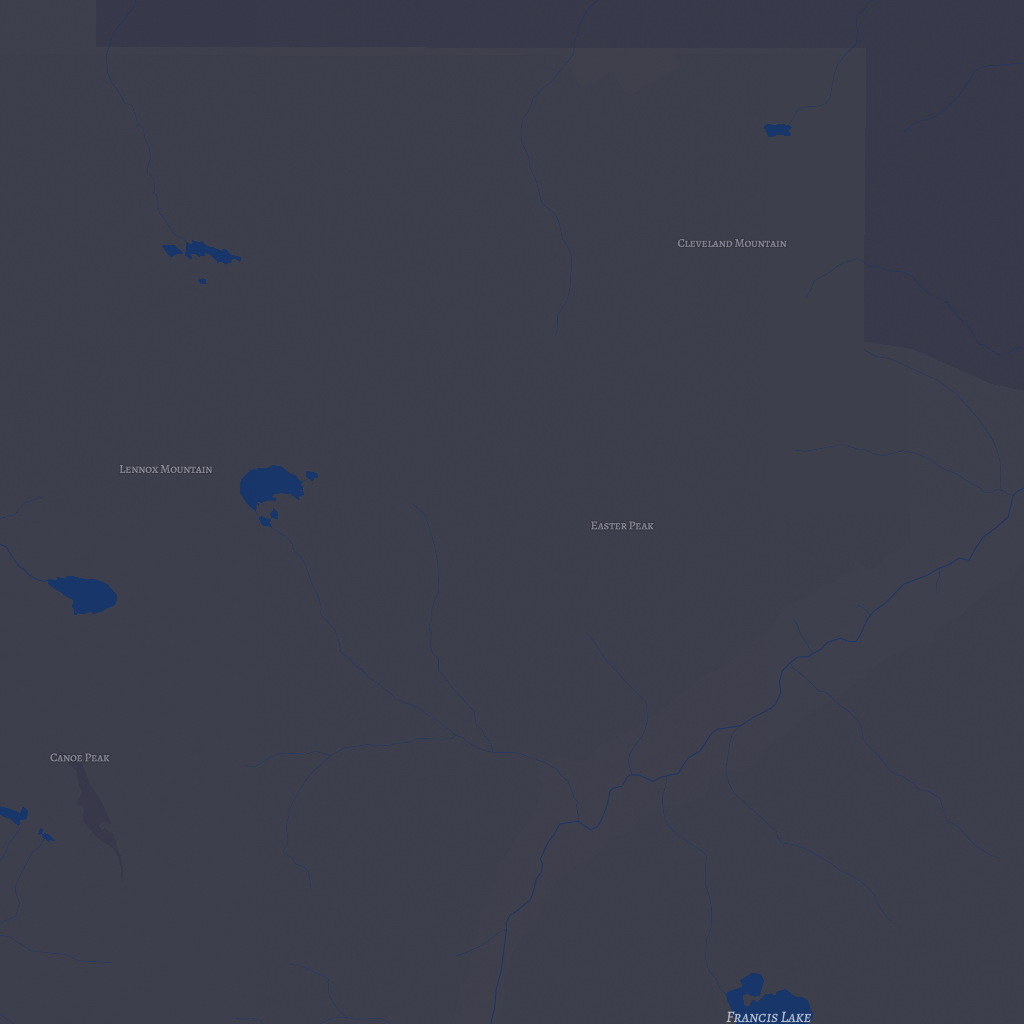 Cleveland Mountain
Lennox Mountain
Easter Peak
Canoe Peak
Francis Lake